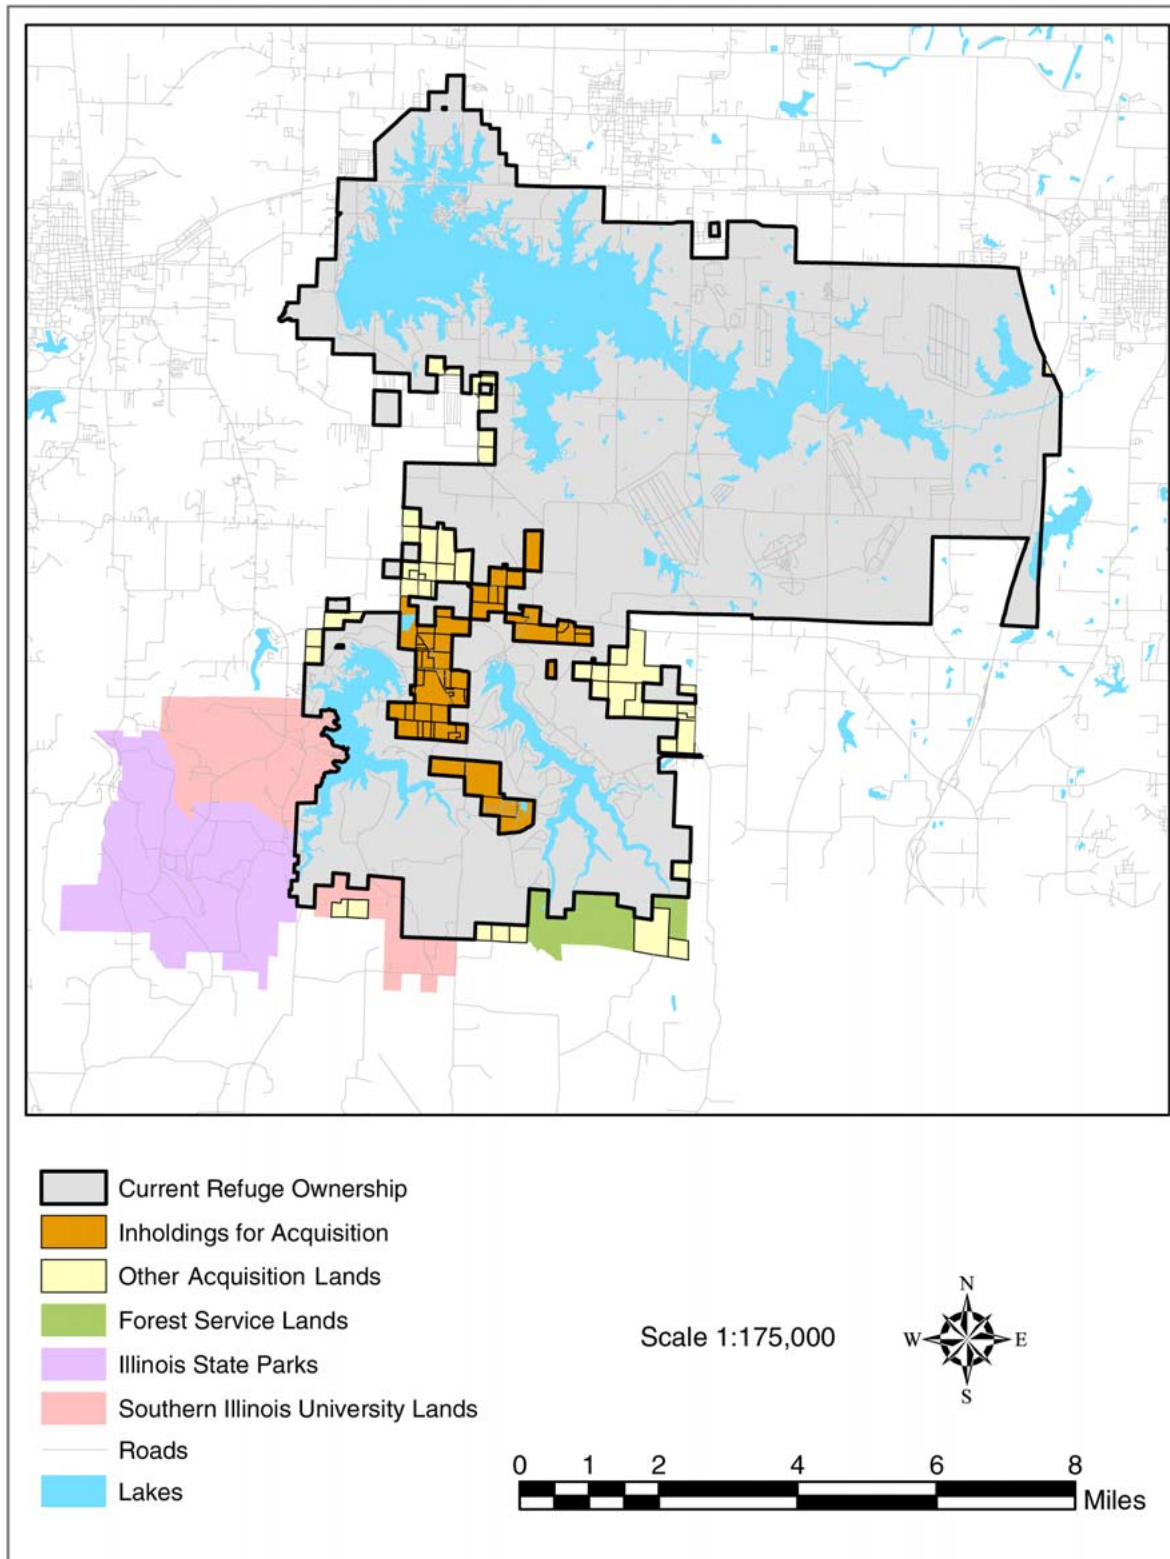 Current Refuge Ownership
Inholdings for Acquisition
Other Acquisition Lands
Forest Service Lands
Illinois State Parks
Southern Illinois University Lands
Roads
Lakes
Scale 1:175,000
N
W E
S
0 1 2 4 6 8
Miles